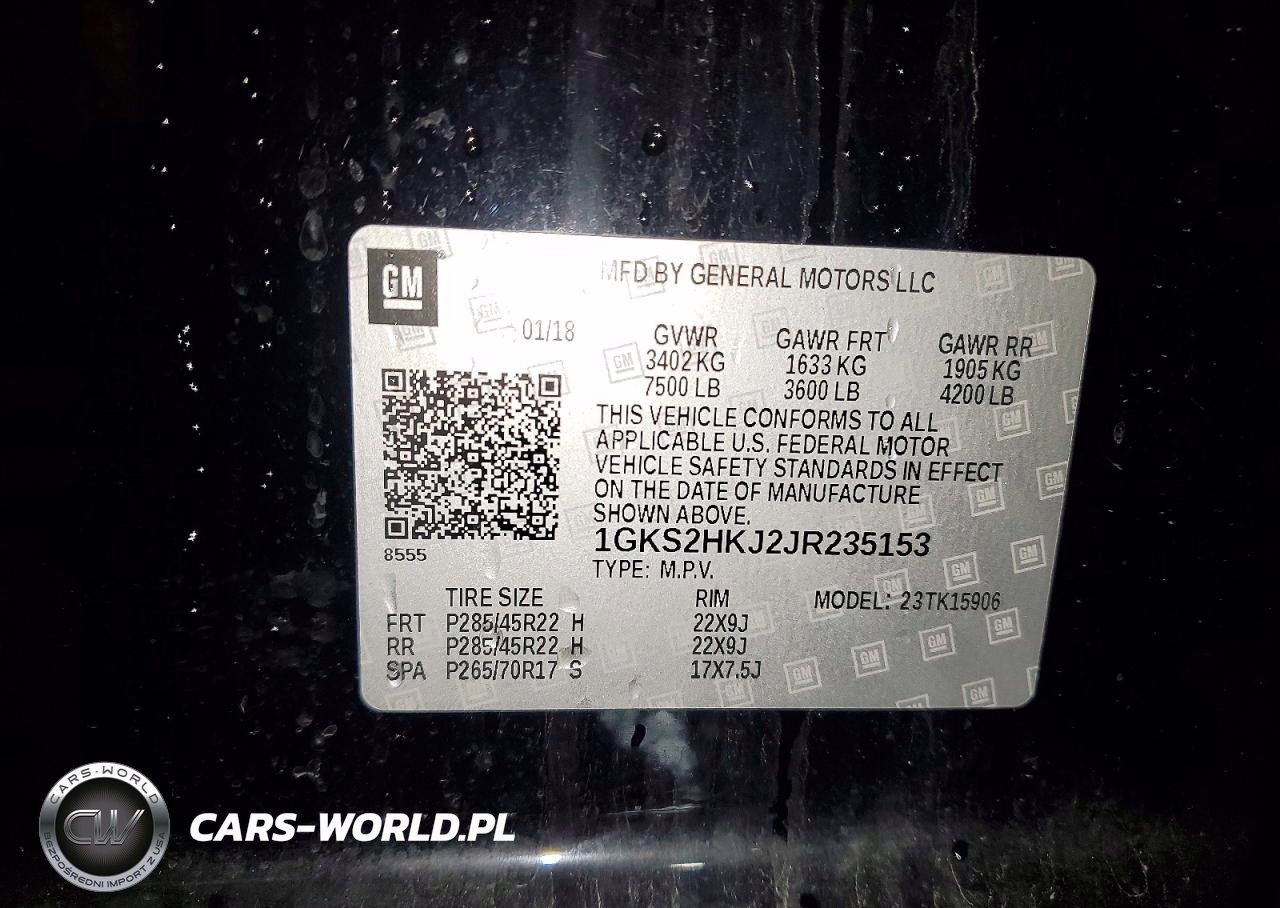 GM
MFD BY GENERAL MOTORS LLC
01/18
GVWR GAWR FRT GAWR RR
3402 KG 1633 KG 1905 KG
7500 LB 3600 LB 4200 LB
THIS VEHICLE CONFORMS TO ALL
APPLICABLE U.S. FEDERAL MOTOR
VEHICLE SAFETY STANDARDS IN EFFECT
ON THE DATE OF MANUFACTURE
SHOWN ABOVE.
8555
1GKS2HKJ2JR235153
TYPE: M.P.V.
TIRE SIZE RIM MODEL: 23TK15906
FRT P285/45R22 H 22X9J
RR P285/45R22 H 22X9J
SPA P265/70R17 S 17X7.5J
CARS-WORLD
CW
BEZPOŚREDNI IMPORT Z USA
CARS-WORLD.PL